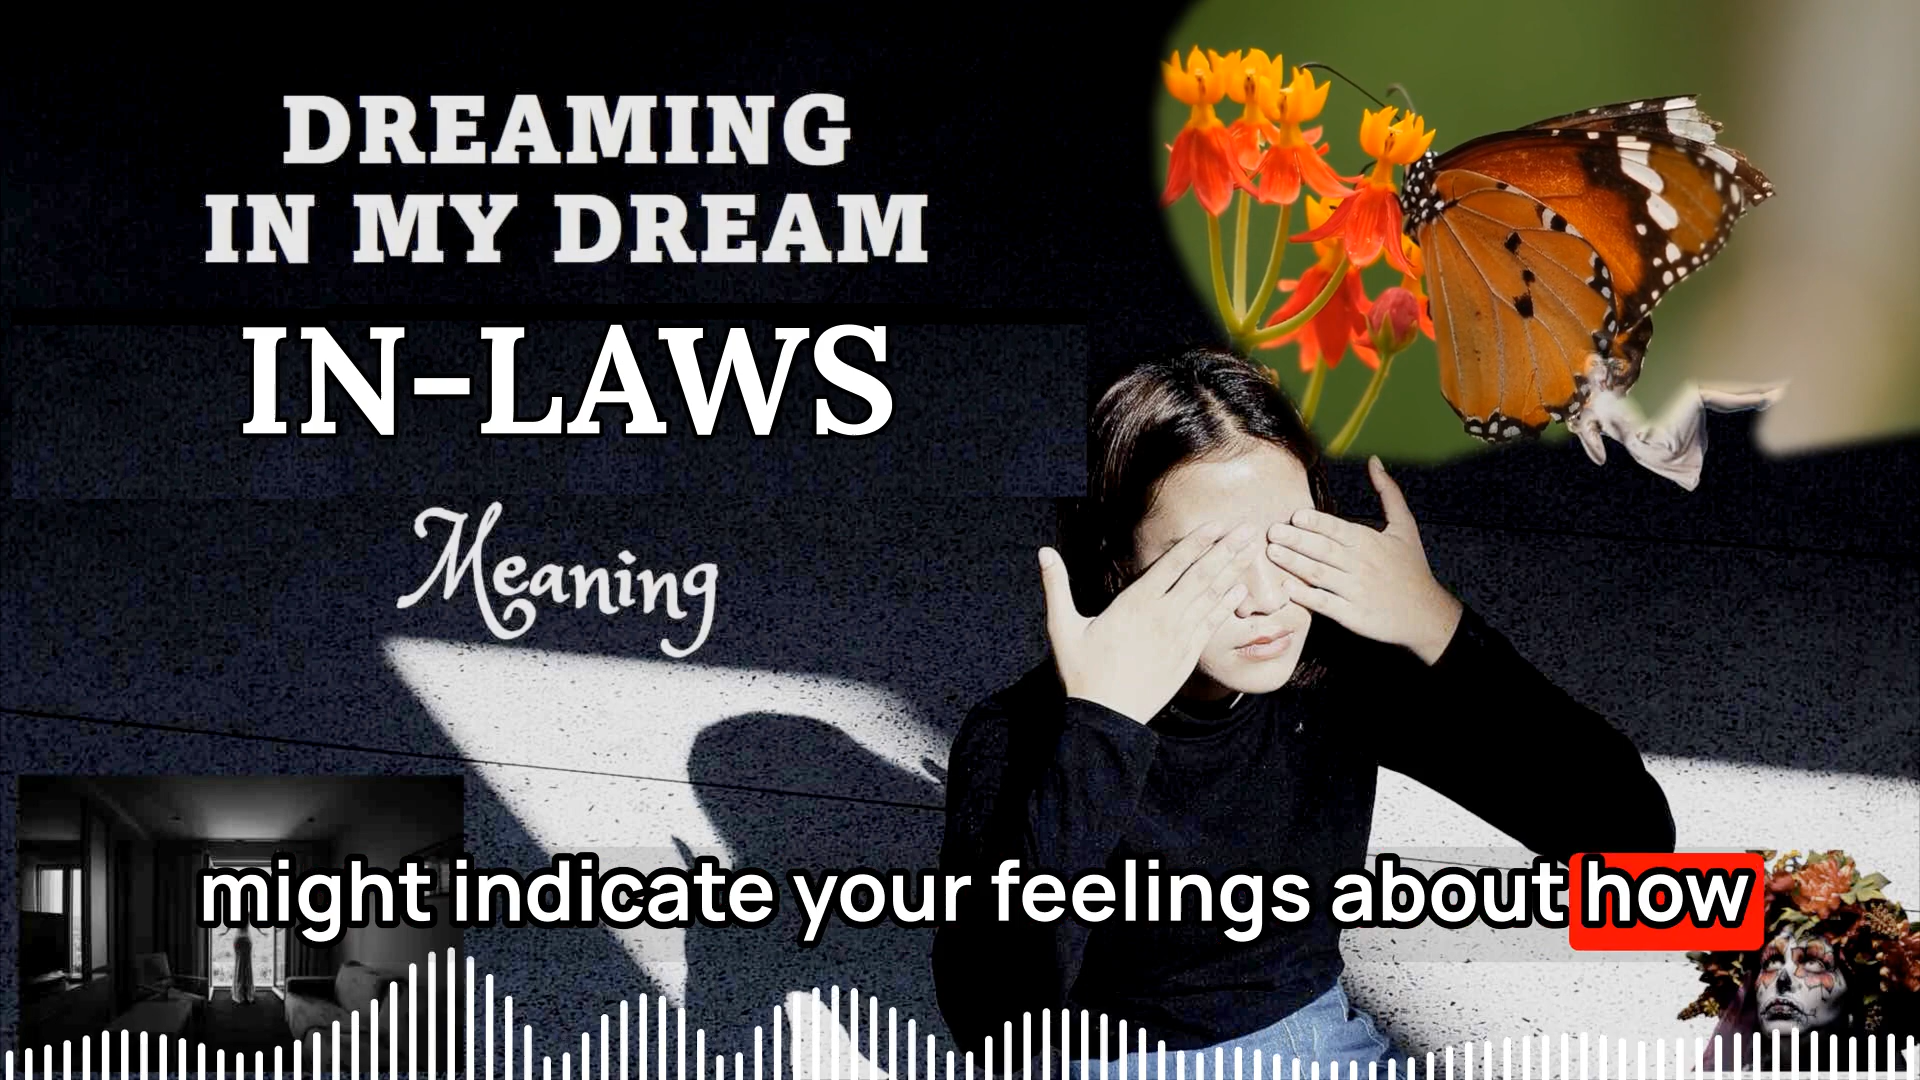 DREAMING
IN MY DREAM
IN-LAWS
Meaning
might indicate your feelings about how